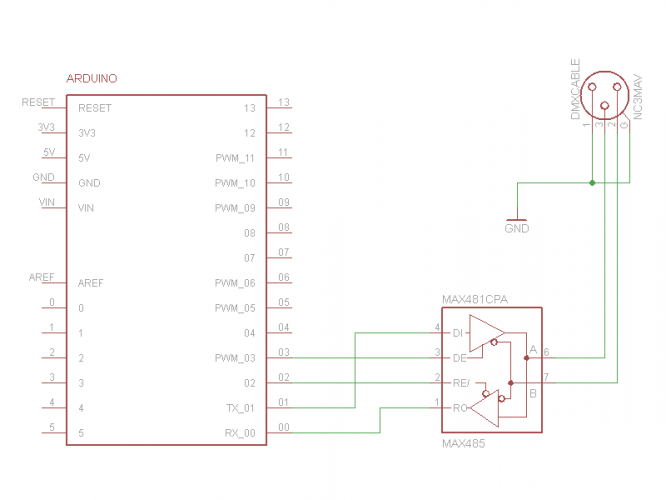 ARDUINO
DMXCABLE
NC3MAV
1 3 2 G
RESET RESET 13 13
3V3 3V3 12 12
5V 5V PWM_11 11
GND GND PWM_10 10
VIN VIN PWM_09 09
08 08
GND
07 07
AREF AREF PWM_06 06
0 0 PWM_05 05
MAX481CPA
1 1 04 04
4 DI
A
2 2 PWM_03 03
3 DE 6
3 3 02 02
2 RE/ 7
B
4 4 TX_01 01
1 RO
5 5 RX_00 00
MAX485